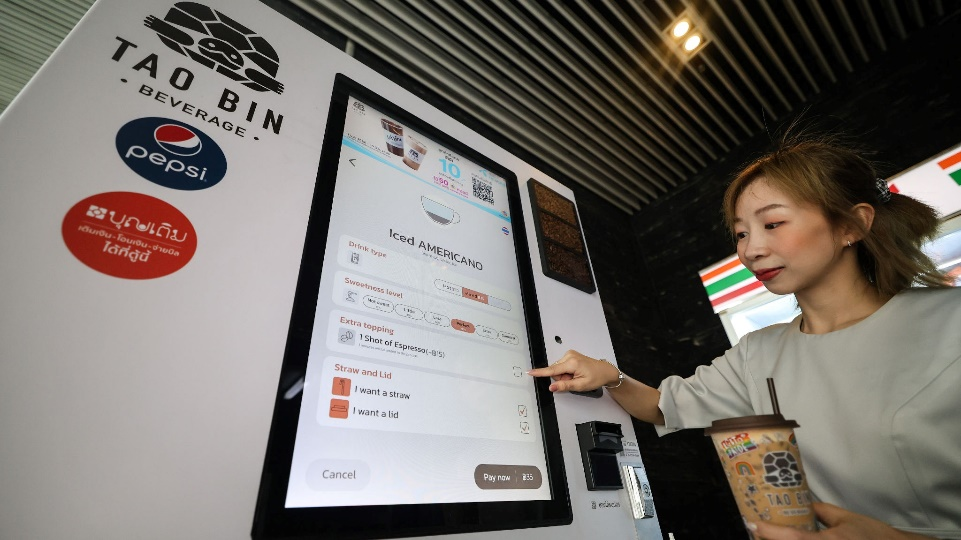 TAO BIN
• BEVERAGE •
pepsi
บุญเติม
เติมเงิน-โอนเงิน-จ่ายบิล
ได้ที่ตู้นี้
10
Iced AMERICANO
Drink type
Sweetness level
Extra topping
1 Shot of Espresso(+฿15)
Straw and Lid
I want a straw
I want a lid
Cancel
Pay now
฿35
TAO BIN